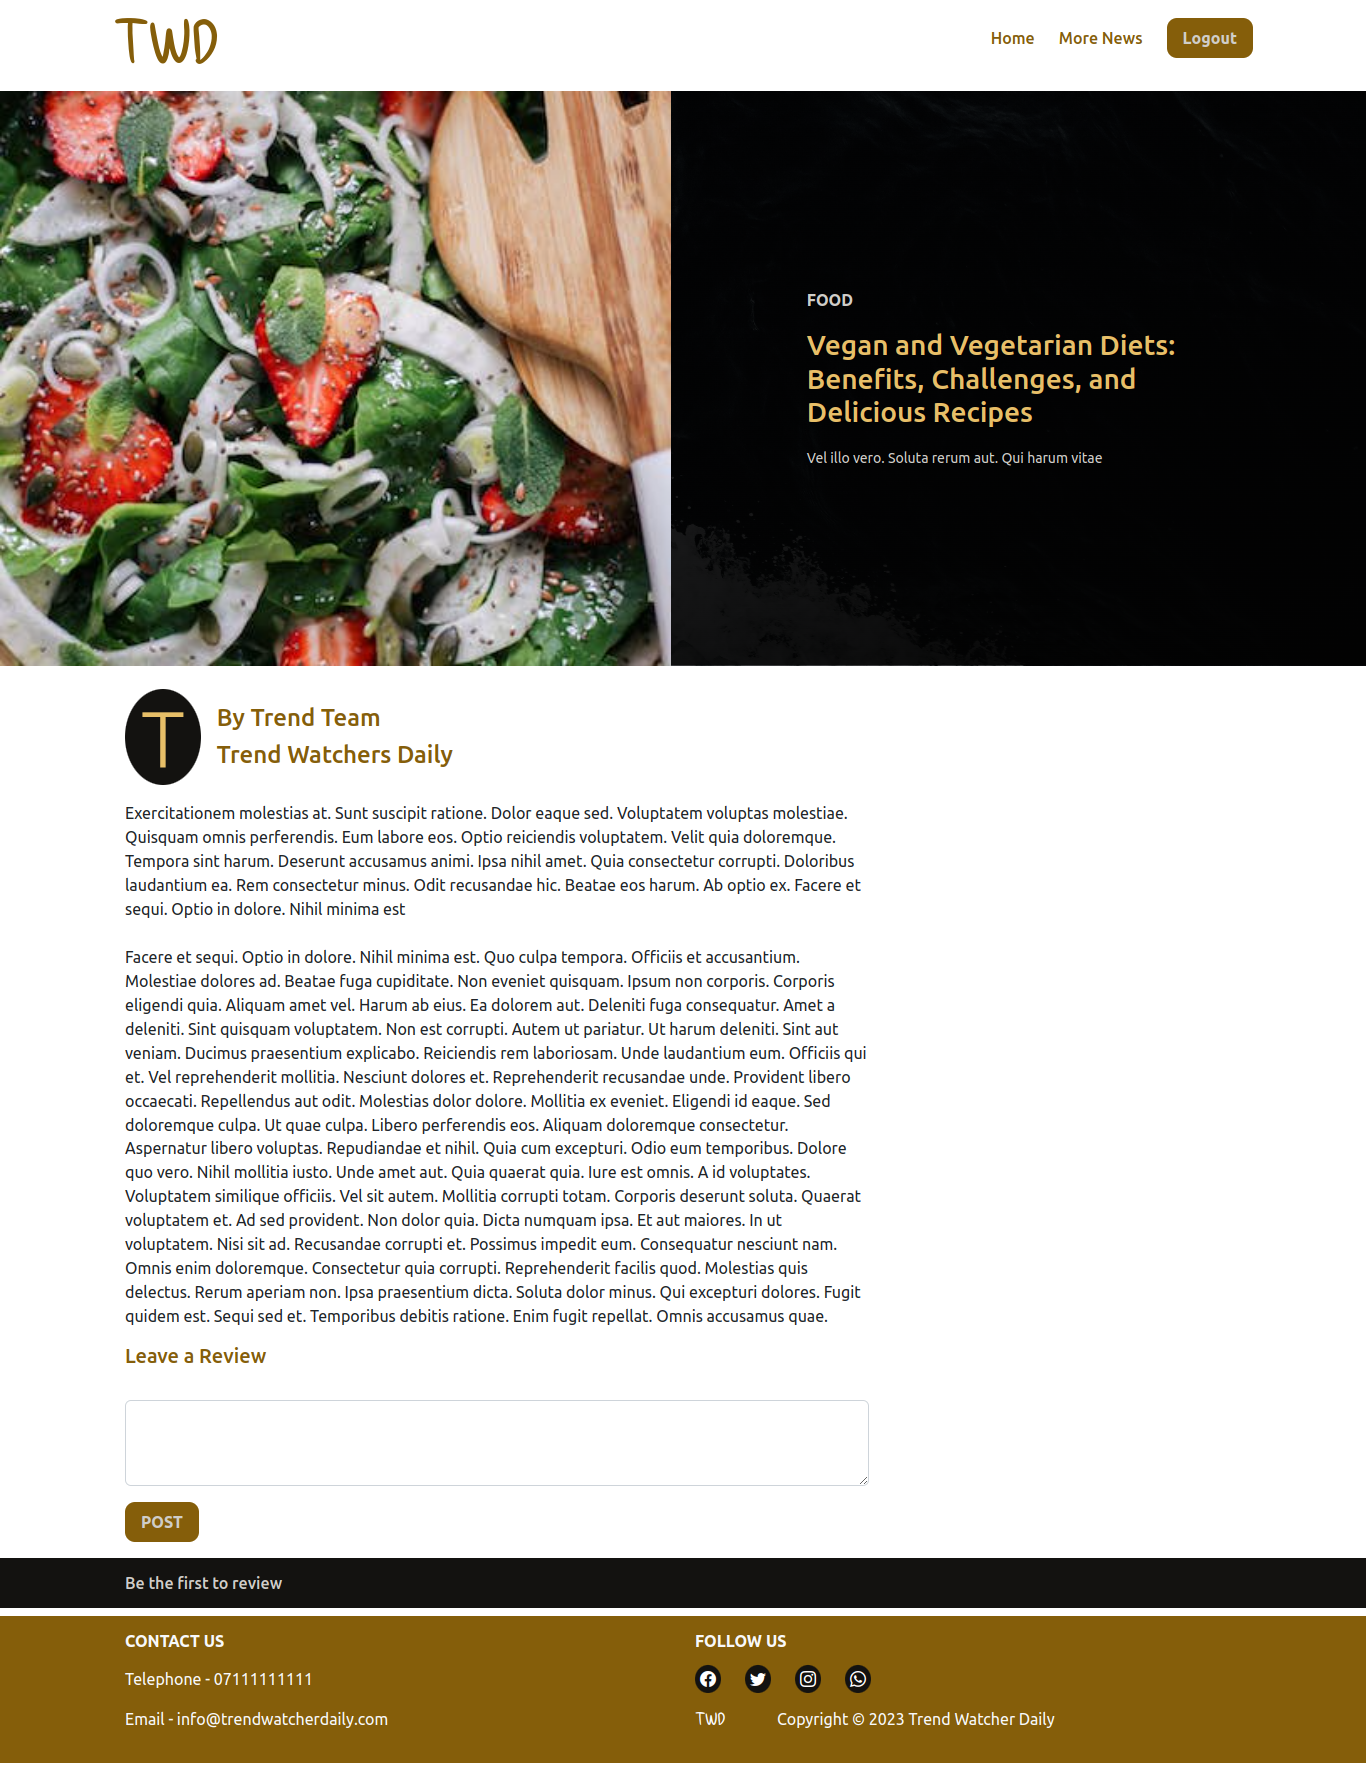 TWD
Home
More News
Logout
FOOD
Vegan and Vegetarian Diets:
Benefits, Challenges, and
Delicious Recipes
Vel illo vero. Soluta rerum aut. Qui harum vitae
T
By Trend Team
Trend Watchers Daily
Exercitationem molestias at. Sunt suscipit ratione. Dolor eaque sed. Voluptatem voluptas molestiae.
Quisquam omnis perferendis. Eum labore eos. Optio reiciendis voluptatem. Velit quia doloremque.
Tempora sint harum. Deserunt accusamus animi. Ipsa nihil amet. Quia consectetur corrupti. Doloribus
laudantium ea. Rem consectetur minus. Odit recusandae hic. Beatae eos harum. Ab optio ex. Facere et
sequi. Optio in dolore. Nihil minima est
Facere et sequi. Optio in dolore. Nihil minima est. Quo culpa tempora. Officiis et accusantium.
Molestiae dolores ad. Beatae fuga cupiditate. Non eveniet quisquam. Ipsum non corporis. Corporis
eligendi quia. Aliquam amet vel. Harum ab eius. Ea dolorem aut. Deleniti fuga consequatur. Amet a
deleniti. Sint quisquam voluptatem. Non est corrupti. Autem ut pariatur. Ut harum deleniti. Sint aut
veniam. Ducimus praesentium explicabo. Reiciendis rem laboriosam. Unde laudantium eum. Officiis qui
et. Vel reprehenderit mollitia. Nesciunt dolores et. Reprehenderit recusandae unde. Provident libero
occaecati. Repellendus aut odit. Molestias dolor dolore. Mollitia ex eveniet. Eligendi id eaque. Sed
doloremque culpa. Ut quae culpa. Libero perferendis eos. Aliquam doloremque consectetur.
Aspernatur libero voluptas. Repudiandae et nihil. Quia cum excepturi. Odio eum temporibus. Dolore
quo vero. Nihil mollitia iusto. Unde amet aut. Quia quaerat quia. Iure est omnis. A id voluptates.
Voluptatem similique officiis. Vel sit autem. Mollitia corrupti totam. Corporis deserunt soluta. Quaerat
voluptatem et. Ad sed provident. Non dolor quia. Dicta numquam ipsa. Et aut maiores. In ut
voluptatem. Nisi sit ad. Recusandae corrupti et. Possimus impedit eum. Consequatur nesciunt nam.
Omnis enim doloremque. Consectetur quia corrupti. Reprehenderit facilis quod. Molestias quis
delectus. Rerum aperiam non. Ipsa praesentium dicta. Soluta dolor minus. Qui excepturi dolores. Fugit
quidem est. Sequi sed et. Temporibus debitis ratione. Enim fugit repellat. Omnis accusamus quae.
Leave a Review
POST
Be the first to review
CONTACT US
Telephone - 07111111111
Email - info@trendwatcherdaily.com
FOLLOW US
TWD
Copyright © 2023 Trend Watcher Daily